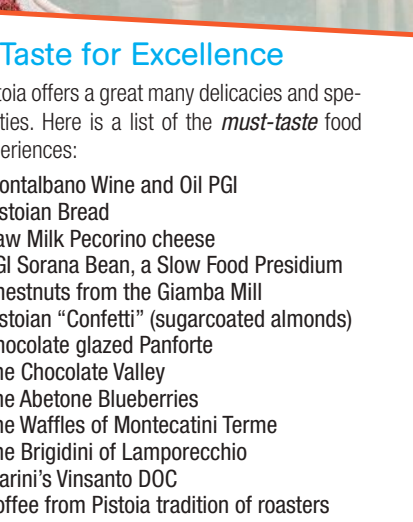 Taste for Excellence
toia offers a great many delicacies and spe-
ties. Here is a list of the must-taste food
eriences:
ontalbano Wine and Oil PGI
stoian Bread
aw Milk Pecorino cheese
GI Sorana Bean, a Slow Food Presidium
hestnuts from the Giamba Mill
stoian “Confetti” (sugarcoated almonds)
hocolate glazed Panforte
he Chocolate Valley
he Abetone Blueberries
he Waffles of Montecatini Terme
he Brigidini of Lamporecchio
arini's Vinsanto DOC
offee from Pistoia tradition of roasters